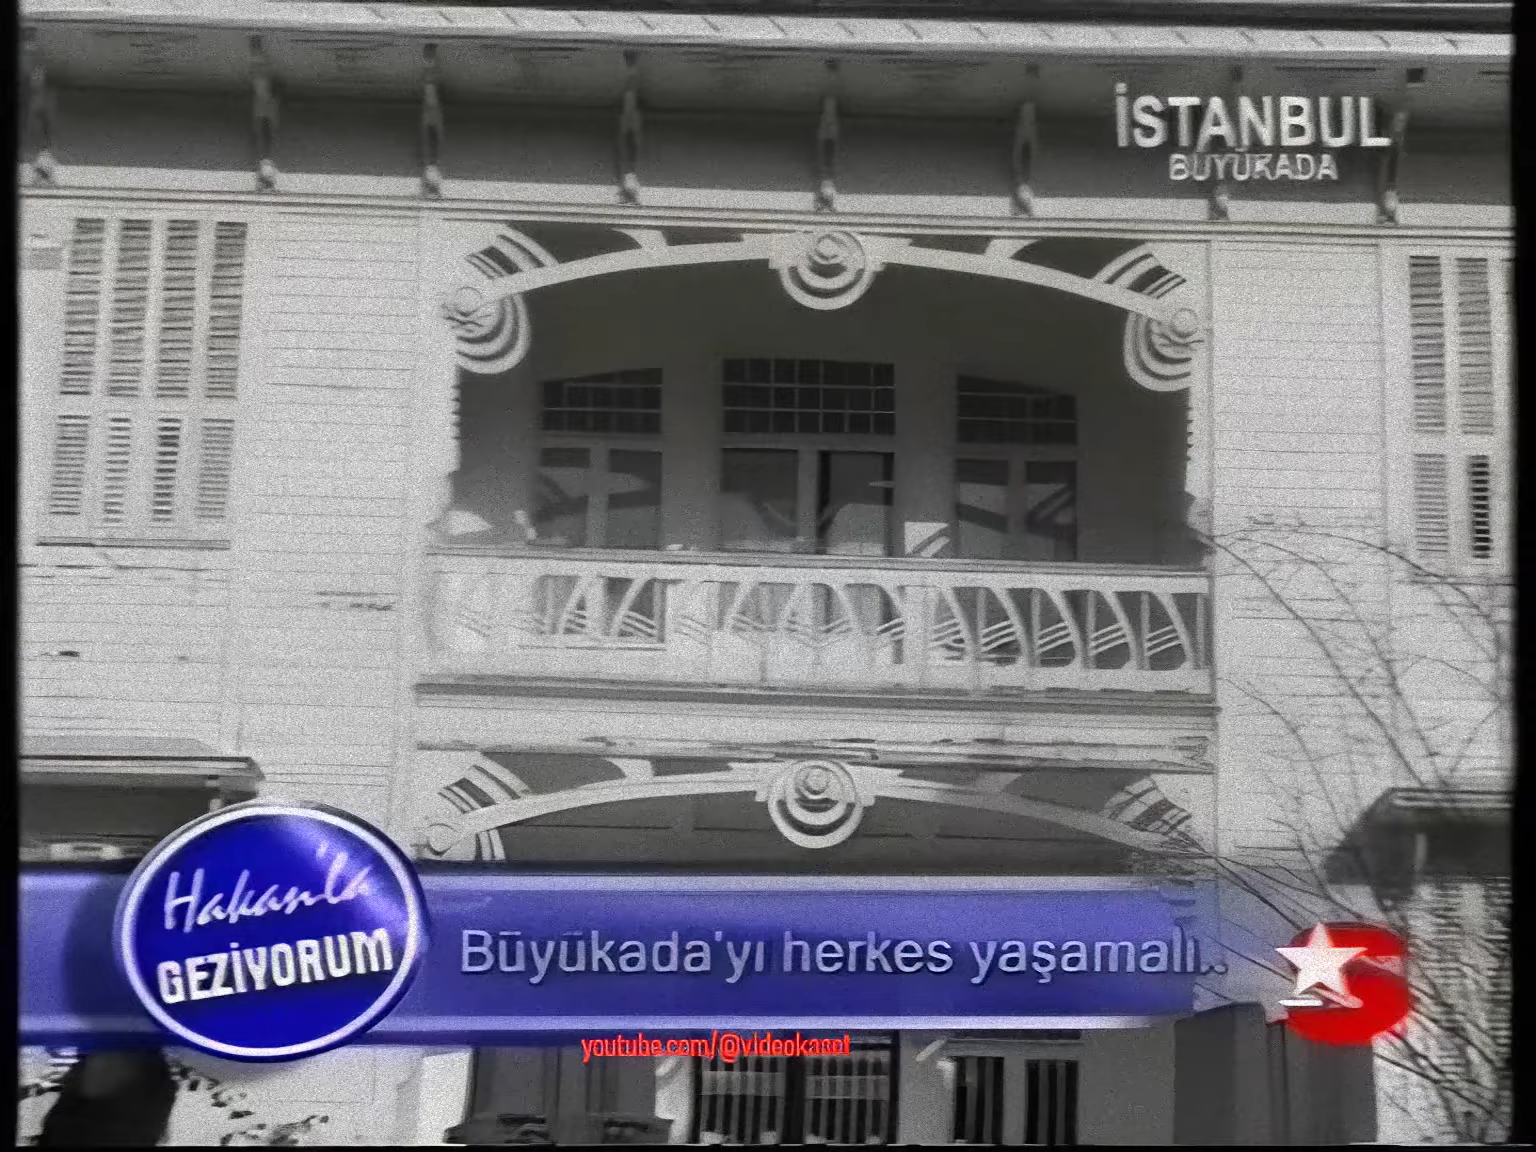 İSTANBUL
BÜYÜKADA
Hakan'la
GEZİYORUM
Büyükada'yı herkes yaşamalı..
youtube.com/@videokaset